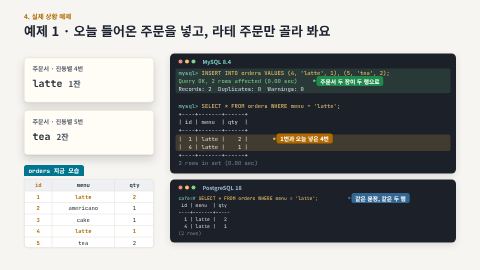 4. 실제 상황 예제
예제 1 · 오늘 들어온 주문을 넣고, 라테 주문만 골라 봐요
주문서 · 전동벨 4번
latte 1잔
주문서 · 전동벨 5번
tea 2잔
orders 지금 모습
id menu qty
1 latte 2
2 americano 1
3 cake 1
4 latte 1
5 tea 2
MySQL 8.4
mysql> INSERT INTO orders VALUES (4, 'latte', 1), (5, 'tea', 2);
Query OK, 2 rows affected (0.00 sec)
주문서 두 장이 두 행으로
Records: 2 Duplicates: 0 Warnings: 0
mysql> SELECT * FROM orders WHERE menu = 'latte';
+----+-------+------+
| id | menu | qty |
+----+-------+------+
| 1 | latte | 2 |
1번과 오늘 넣은 4번
| 4 | latte | 1 |
+----+-------+------+
2 rows in set (0.00 sec)
PostgreSQL 18
cafe=# SELECT * FROM orders WHERE menu = 'latte';
같은 문장, 같은 두 행
id | menu | qty
----+-------+-----
1 | latte | 2
4 | latte | 1
(2 rows)